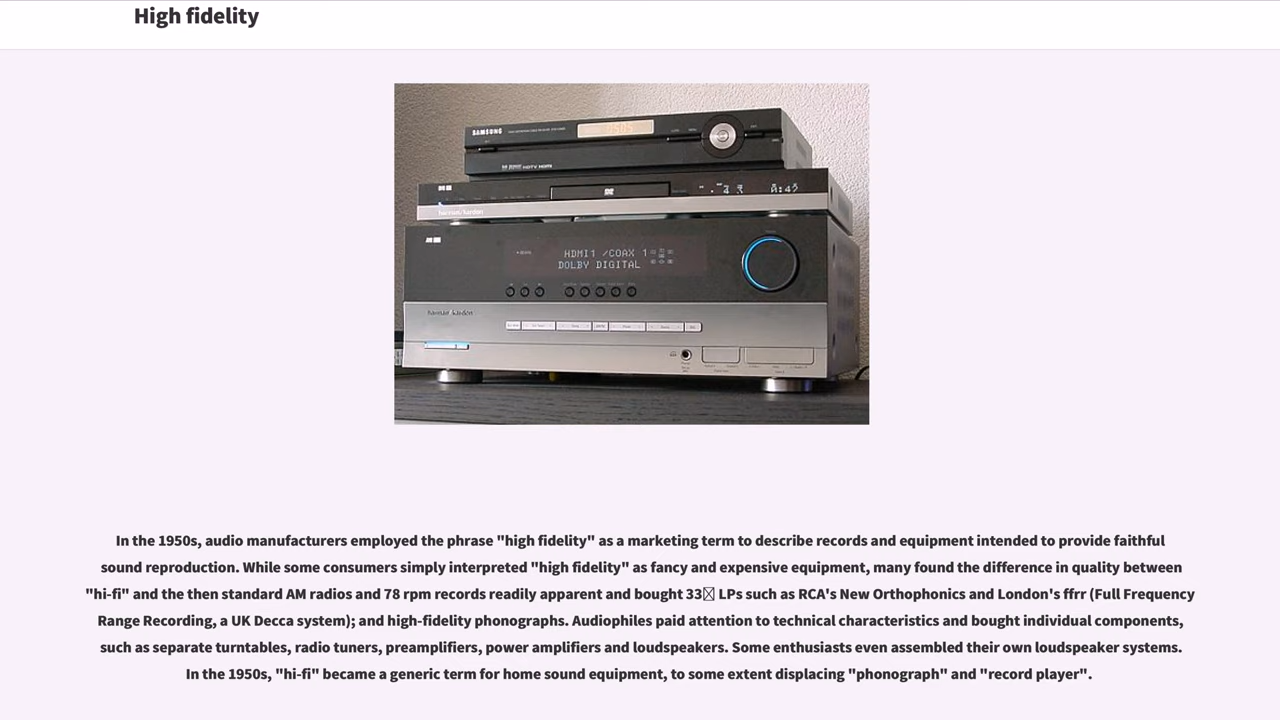 High fidelity
SAMSUNG
harman/kardon
HDMI1 /COAX 1
DOLBY DIGITAL
harman/kardon
In the 1950s, audio manufacturers employed the phrase "high fidelity" as a marketing term to describe records and equipment intended to provide faithful
sound reproduction. While some consumers simply interpreted "high fidelity" as fancy and expensive equipment, many found the difference in quality between
"hi-fi" and the then standard AM radios and 78 rpm records readily apparent and bought 33 LPs such as RCA's New Orthophonics and London's ffrr (Full Frequency
Range Recording, a UK Decca system); and high-fidelity phonographs. Audiophiles paid attention to technical characteristics and bought individual components,
such as separate turntables, radio tuners, preamplifiers, power amplifiers and loudspeakers. Some enthusiasts even assembled their own loudspeaker systems.
In the 1950s, "hi-fi" became a generic term for home sound equipment, to some extent displacing "phonograph" and "record player".